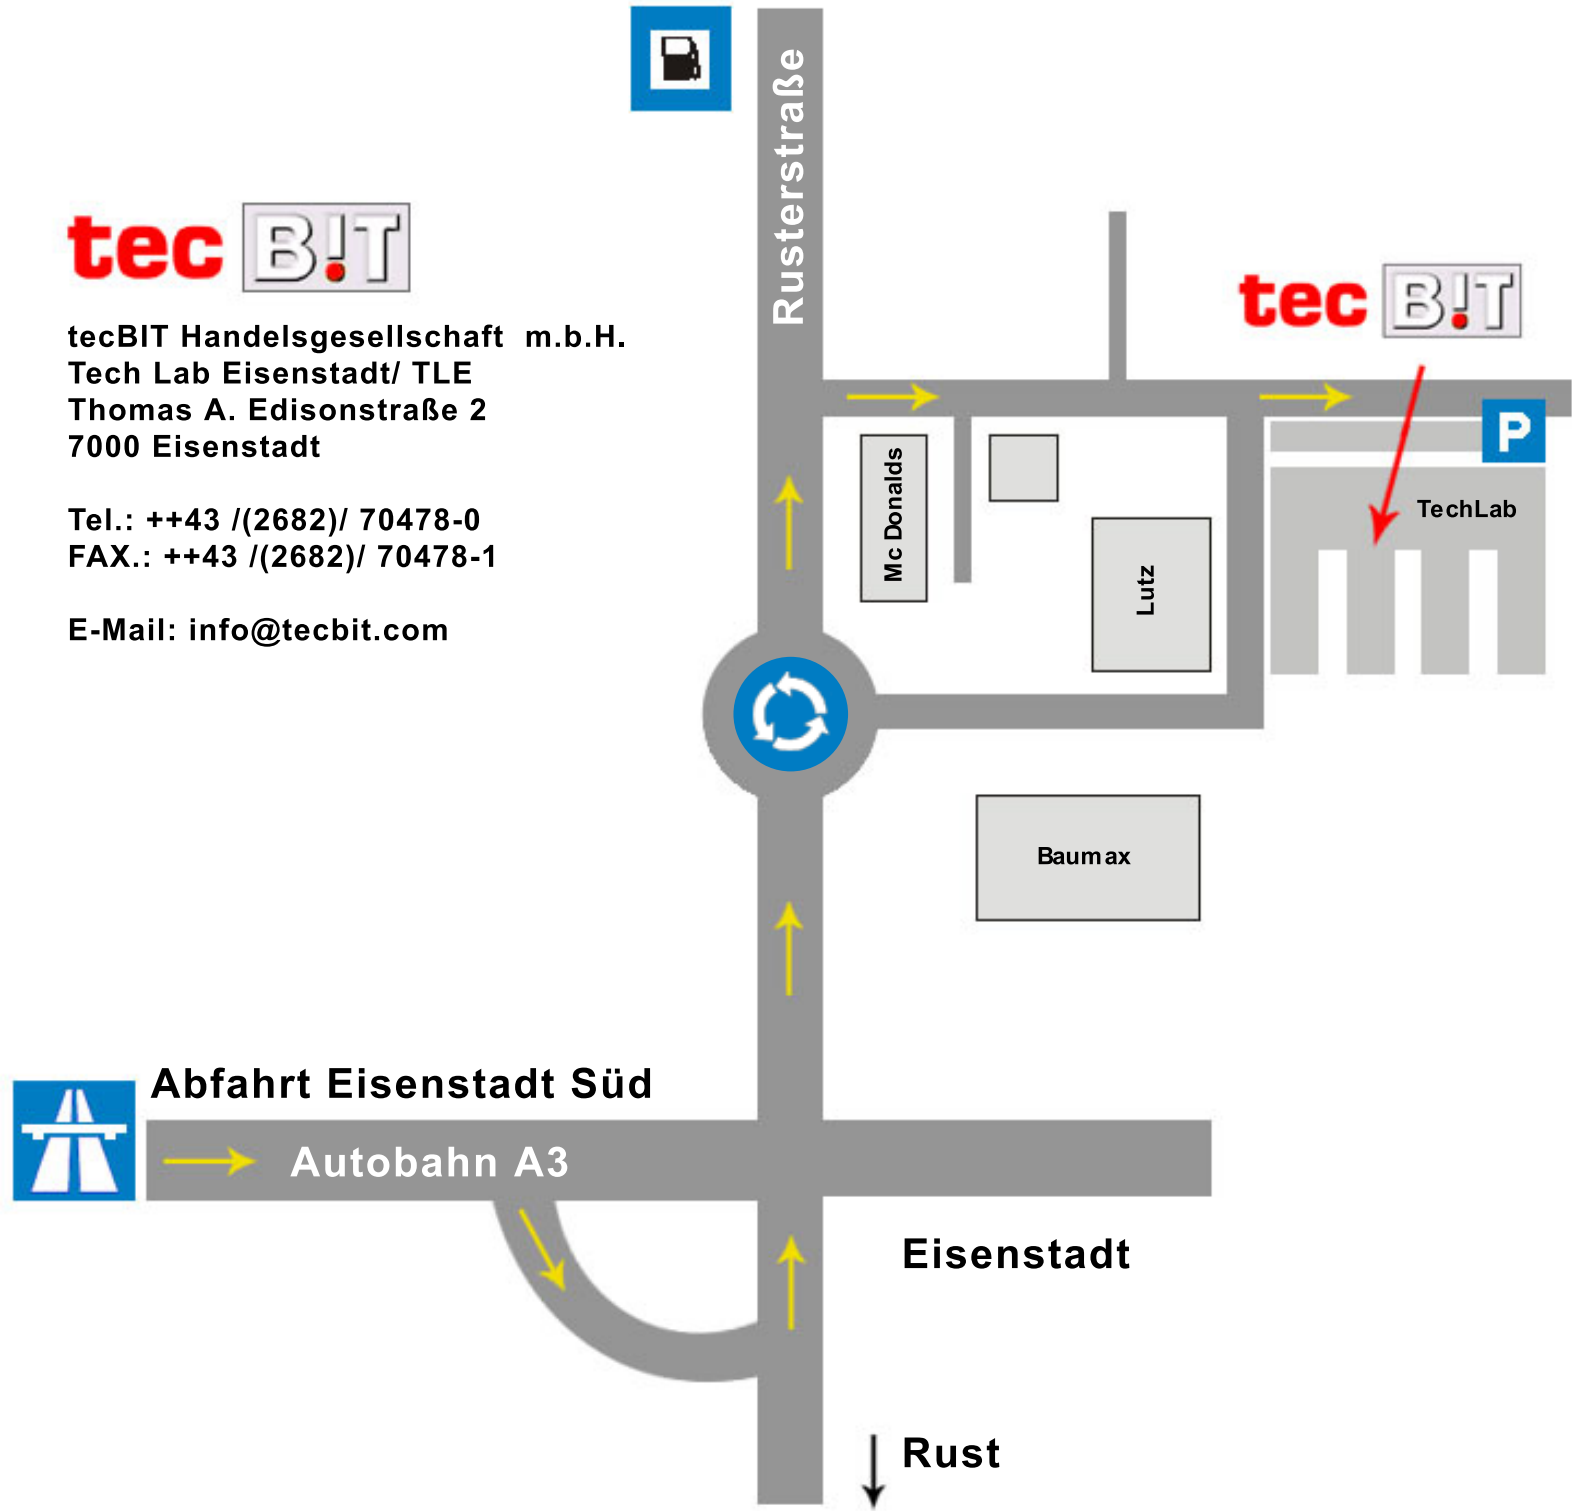 Rusterstraße
tec B!T
tecBIT Handelsgesellschaft m.b.H.
Tech Lab Eisenstadt/ TLE
Thomas A. Edisonstraße 2
7000 Eisenstadt
Tel.: ++43 /(2682)/ 70478-0
FAX.: ++43 /(2682)/ 70478-1
E-Mail: info@tecbit.com
tec B!T
P
TechLab
Mc Donalds
Lutz
Baumax
Abfahrt Eisenstadt Süd
Autobahn A3
Eisenstadt
Rust